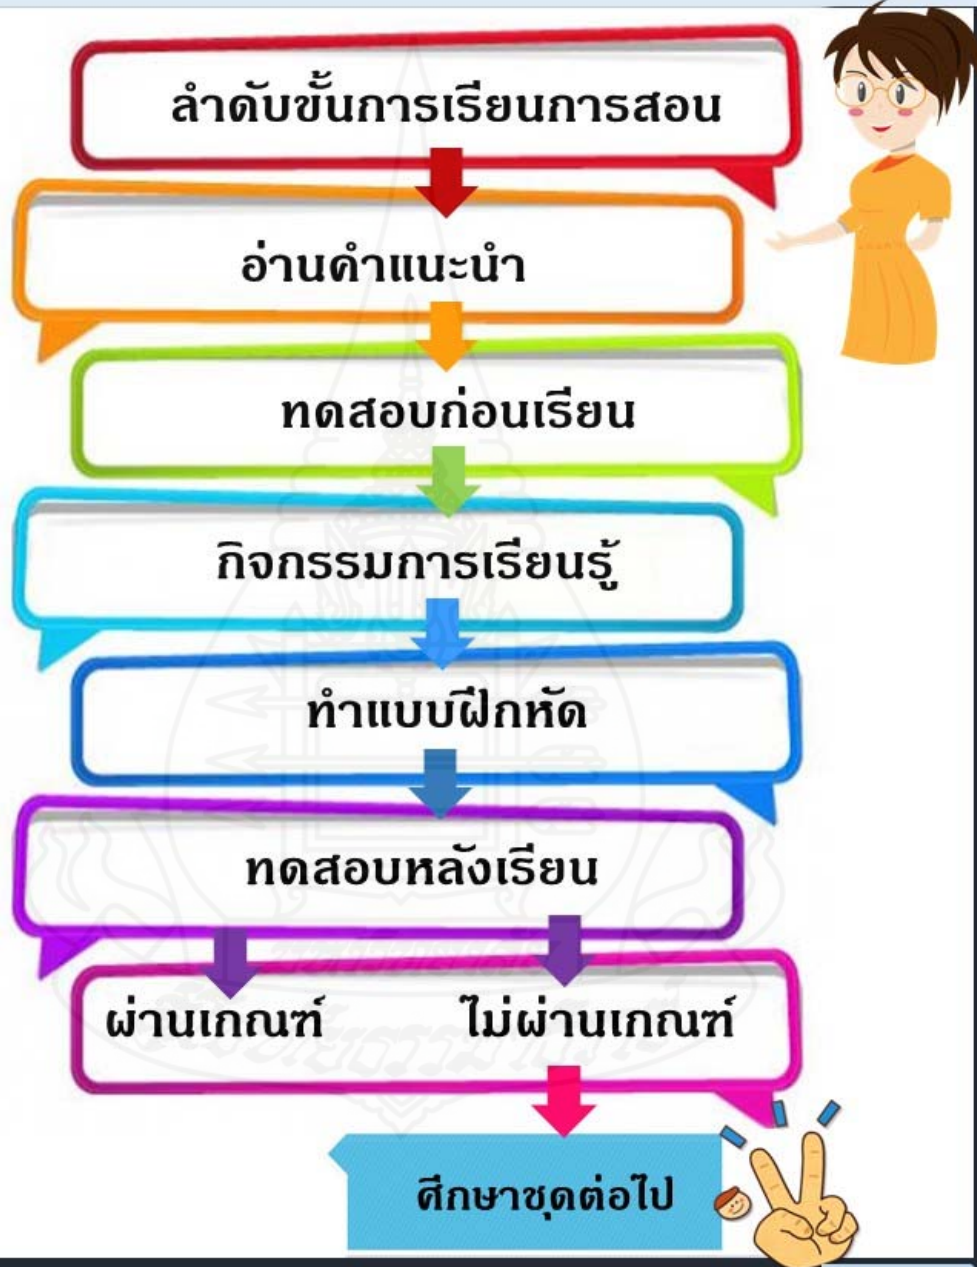 ลำดับขั้นการเรียนการสอน
อ่านคำแนะนำ
ทดสอบก่อนเรียน
กิจกรรมการเรียนรู้
ทำแบบฝึกหัด
ทดสอบหลังเรียน
ผ่านเกณฑ์ ไม่ผ่านเกณฑ์
ศึกษาชุดต่อไป